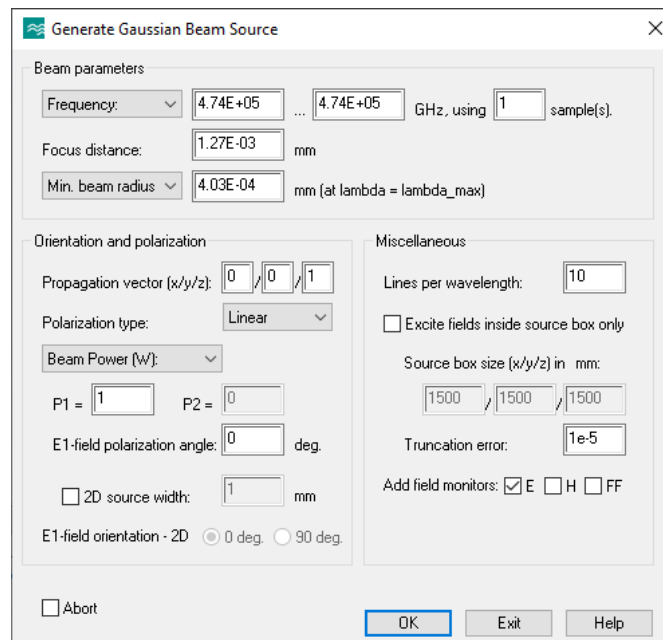 Generate Gaussian Beam Source
Beam parameters
Frequency: 4.74E+05 ... 4.74E+05 GHz, using 1 sample(s).
Focus distance: 1.27E-03 mm
Min. beam radius 4.03E-04 mm (at lambda = lambda_max)
Orientation and polarization
Propagation vector (x/y/z): 0 / 0 / 1
Polarization type: Linear
Beam Power (W):
P1 = 1 P2 = 0
E1-field polarization angle: 0 deg.
2D source width: 1 mm
E1-field orientation - 2D 0 deg. 90 deg.
Miscellaneous
Lines per wavelength: 10
Excite fields inside source box only
Source box size (x/y/z) in mm:
1500 / 1500 / 1500
Truncation error: 1e-5
Add field monitors: E H FF
Abort
OK Exit Help